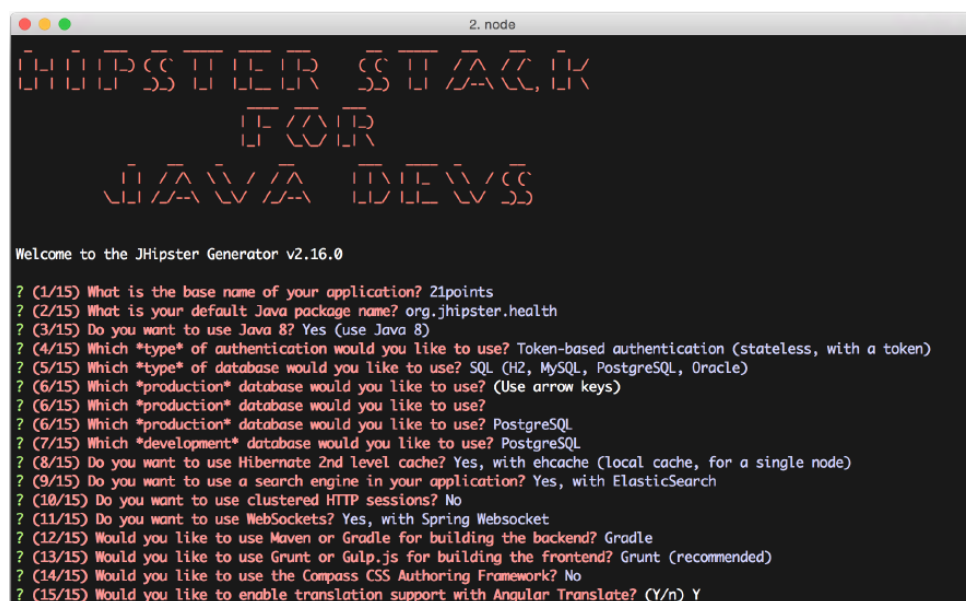 2. node
HIPSTER STACK
FOR
JAVA DEVS
Welcome to the JHipster Generator v2.16.0
? (1/15) What is the base name of your application? 21points
? (2/15) What is your default Java package name? org.jhipster.health
? (3/15) Do you want to use Java 8? Yes (use Java 8)
? (4/15) Which *type* of authentication would you like to use? Token-based authentication (stateless, with a token)
? (5/15) Which *type* of database would you like to use? SQL (H2, MySQL, PostgreSQL, Oracle)
? (6/15) Which *production* database would you like to use? (Use arrow keys)
? (6/15) Which *production* database would you like to use?
? (6/15) Which *production* database would you like to use? PostgreSQL
? (7/15) Which *development* database would you like to use? PostgreSQL
? (8/15) Do you want to use Hibernate 2nd level cache? Yes, with ehcache (local cache, for a single node)
? (9/15) Do you want to use a search engine in your application? Yes, with ElasticSearch
? (10/15) Do you want to use clustered HTTP sessions? No
? (11/15) Do you want to use WebSockets? Yes, with Spring Websocket
? (12/15) Would you like to use Maven or Gradle for building the backend? Gradle
? (13/15) Would you like to use Grunt or Gulp.js for building the frontend? Grunt (recommended)
? (14/15) Would you like to use the Compass CSS Authoring Framework? No
? (15/15) Would you like to enable translation support with Angular Translate? (Y/n) Y